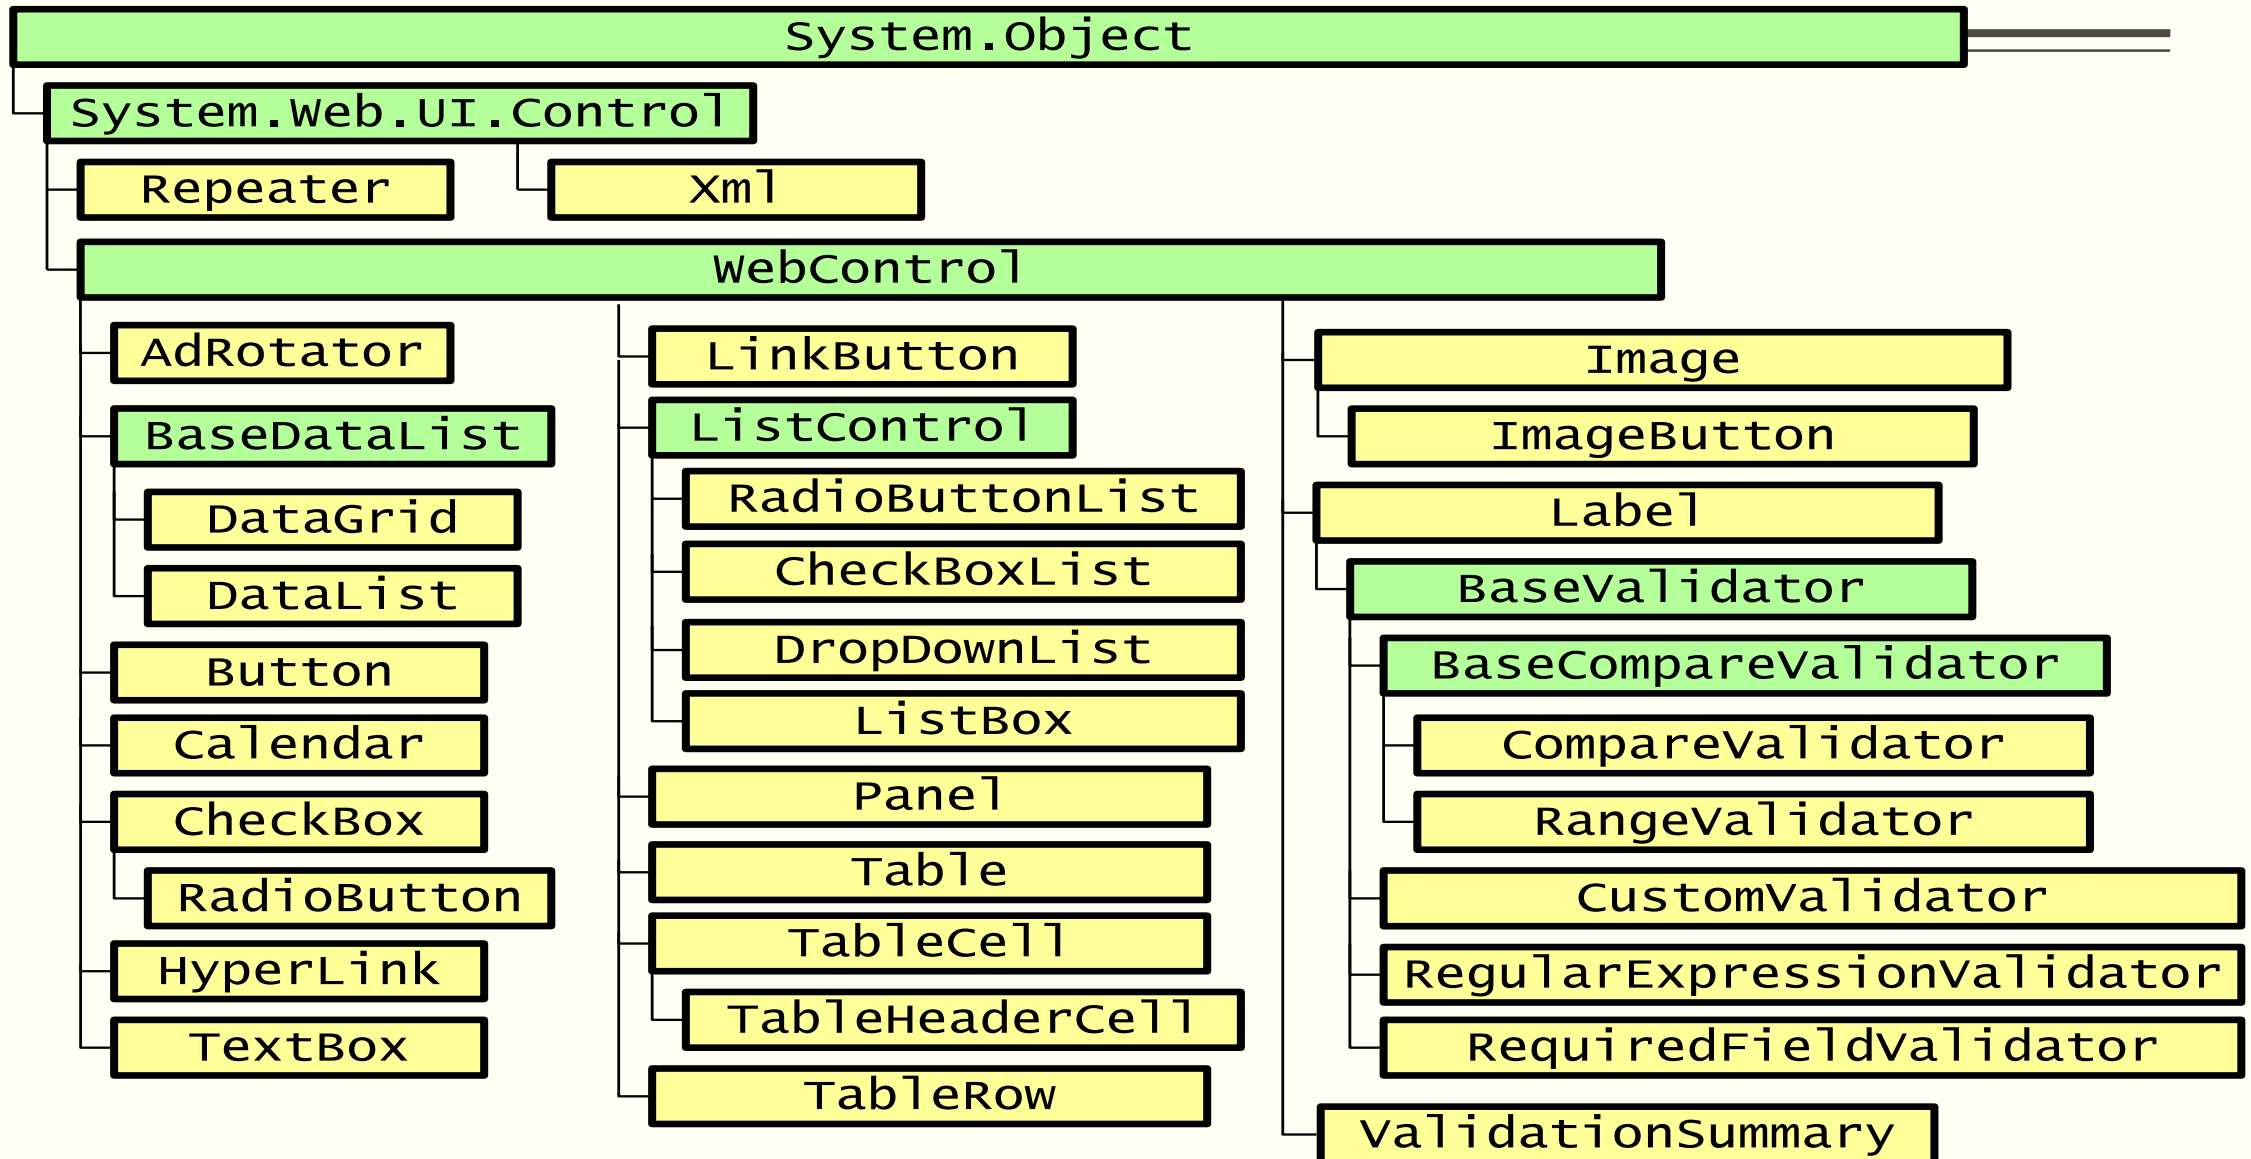 System.Object
System.Web.UI.Control
Repeater
Xml
WebControl
AdRotator
BaseDataList
DataGrid
DataList
Button
Calendar
CheckBox
RadioButton
HyperLink
TextBox
LinkButton
ListControl
RadioButtonList
CheckBoxList
DropDownList
ListBox
Panel
Table
TableCell
TableHeaderCell
TableRow
Image
ImageButton
Label
BaseValidator
BaseCompareValidator
CompareValidator
RangeValidator
CustomValidator
RegularExpressionValidator
RequiredFieldValidator
ValidationSummary